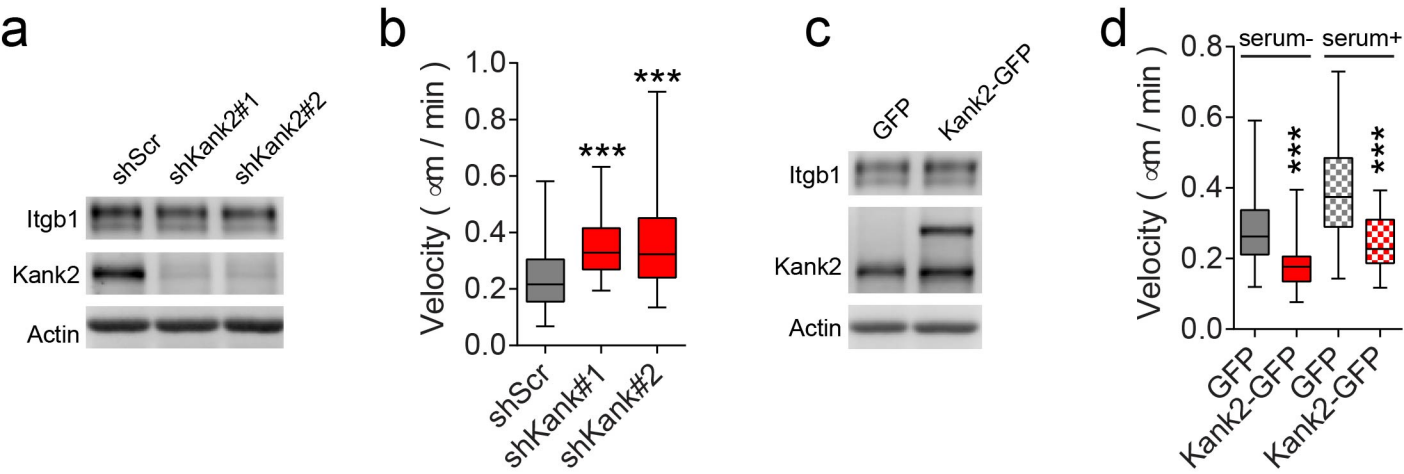 a
shScr
shKank2#1
shKank2#2
Itgb1
Kank2
Actin
b
Velocity ( αm / min )
1.0
0.8
0.6
0.4
0.2
0.0
***
***
shScr
shKank#1
shKank#2
c
GFP
Kank2-GFP
Itgb1
Kank2
Actin
d
serum- serum+
Velocity ( αm / min )
0.8
0.6
0.4
0.2
0.0
***
***
GFP
Kank2-GFP
GFP
Kank2-GFP